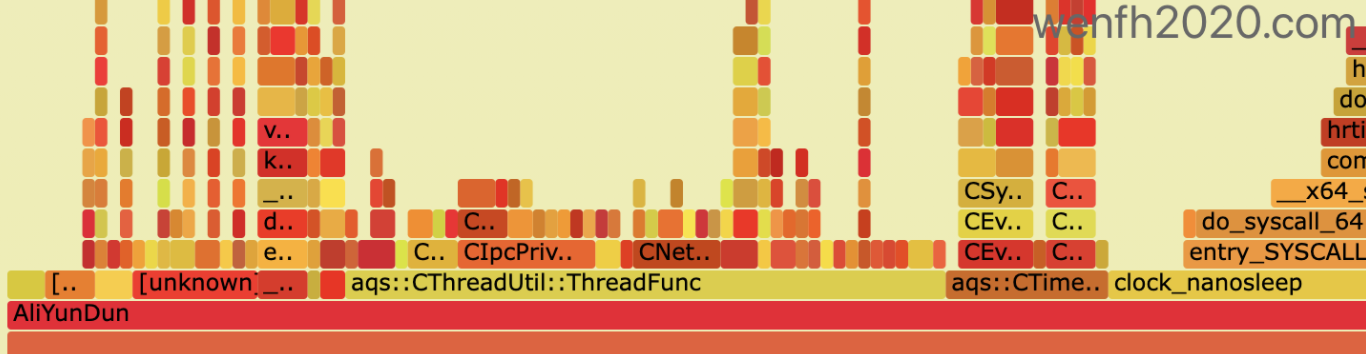 wenfh2020.com
h
do
v..
hrti
k..
com
_..
CSy..
C..
__x64_s
d..
C..
CEv..
C..
do_syscall_64
e..
C..
CIpcPriv..
CNet..
CEv..
C..
entry_SYSCALL
[..
[unknown]
_..
aqs::CThreadUtil::ThreadFunc
aqs::CTime..
clock_nanosleep
AliYunDun